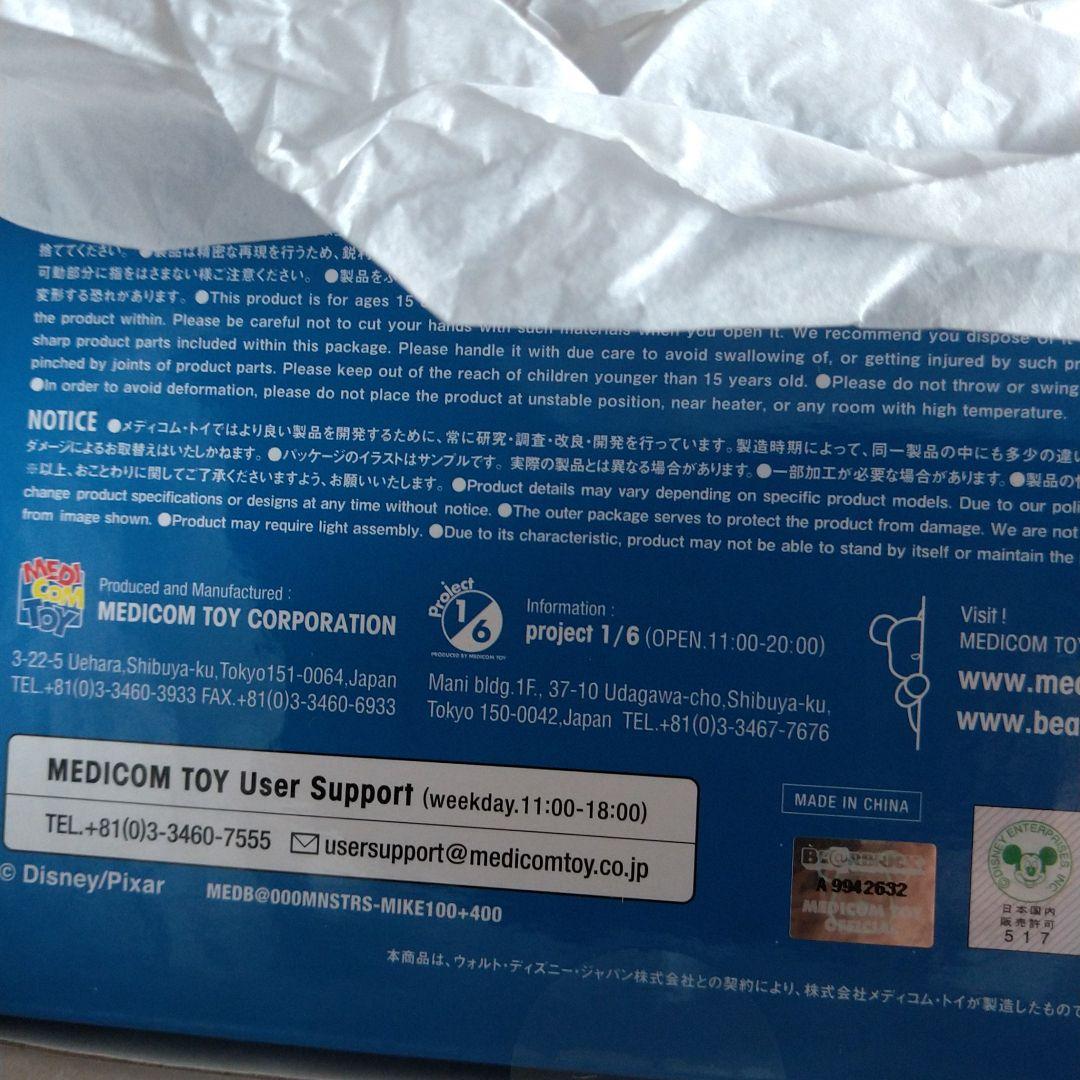 捨ててください。●製品は精密な再現を行うため、鋭利
可動部分に指をはさまない様ご注意ください。 ●製品を
変形する恐れがあります。 ●This product is for ages 15
the product within. Please be careful not to cut your hands with such materials when you open it. We recommend you dispose of
sharp product parts included within this package. Please handle it with due care to avoid swallowing of, or getting injured by such
pinched by joints of product parts. Please keep out of the reach of children younger than 15 years old. ●Please do not throw or swing
●In order to avoid deformation, please do not place the product at unstable position, near heater, or any room with high temperature.
NOTICE ●メディコム・トイではより良い製品を開発するために、常に研究・調査・改良・開発を行っています。製造時期によって、同一製品の中にも多少の違い
ダメージによるお取替えはいたしかねます。●パッケージのイラストはサンプルです。実際の製品とは異なる場合があります。●一部加工が必要な場合があります。●製品の
※以上、おことわりに関してご了承くださいますよう、お願いいたします。 ●Product details may vary depending on specific product models. Due to our
change product specifications or designs at any time without notice. ●The outer package serves to protect the product from damage. We are not
from image shown. ●Product may require light assembly. ●Due to its characteristic, product may not be able to stand by itself or maintain the
MEDI
COM
TOY
Produced and Manufactured :
MEDICOM TOY CORPORATION
3-22-5 Uehara,Shibuya-ku,Tokyo151-0064,Japan
TEL.+81(0)3-3460-3933 FAX.+81(0)3-3460-6933
Project
1/6
PRODUCED BY MEDICOM TOY
Information :
project 1/6 (OPEN.11:00-20:00)
Mani bldg.1F., 37-10 Udagawa-cho,Shibuya-ku,
Tokyo 150-0042,Japan TEL.+81(0)3-3467-7676
Visit !
MEDICOM TOY
www.med
www.bea
MEDICOM TOY User Support (weekday.11:00-18:00)
TEL.+81(0)3-3460-7555 usersupport@medicomtoy.co.jp
© Disney/Pixar
MEDB@000MNSTRS-MIKE100+400
MADE IN CHINA
BE@RBRICK
A 9942632
MEDICOM TOY
OFFICIAL
©DISNEY ENTERPRISES INC
日本国内
販売許可
517
本商品は、ウォルト・ディズニー・ジャパン株式会社との契約により、株式会社メディコム・トイが製造したもので